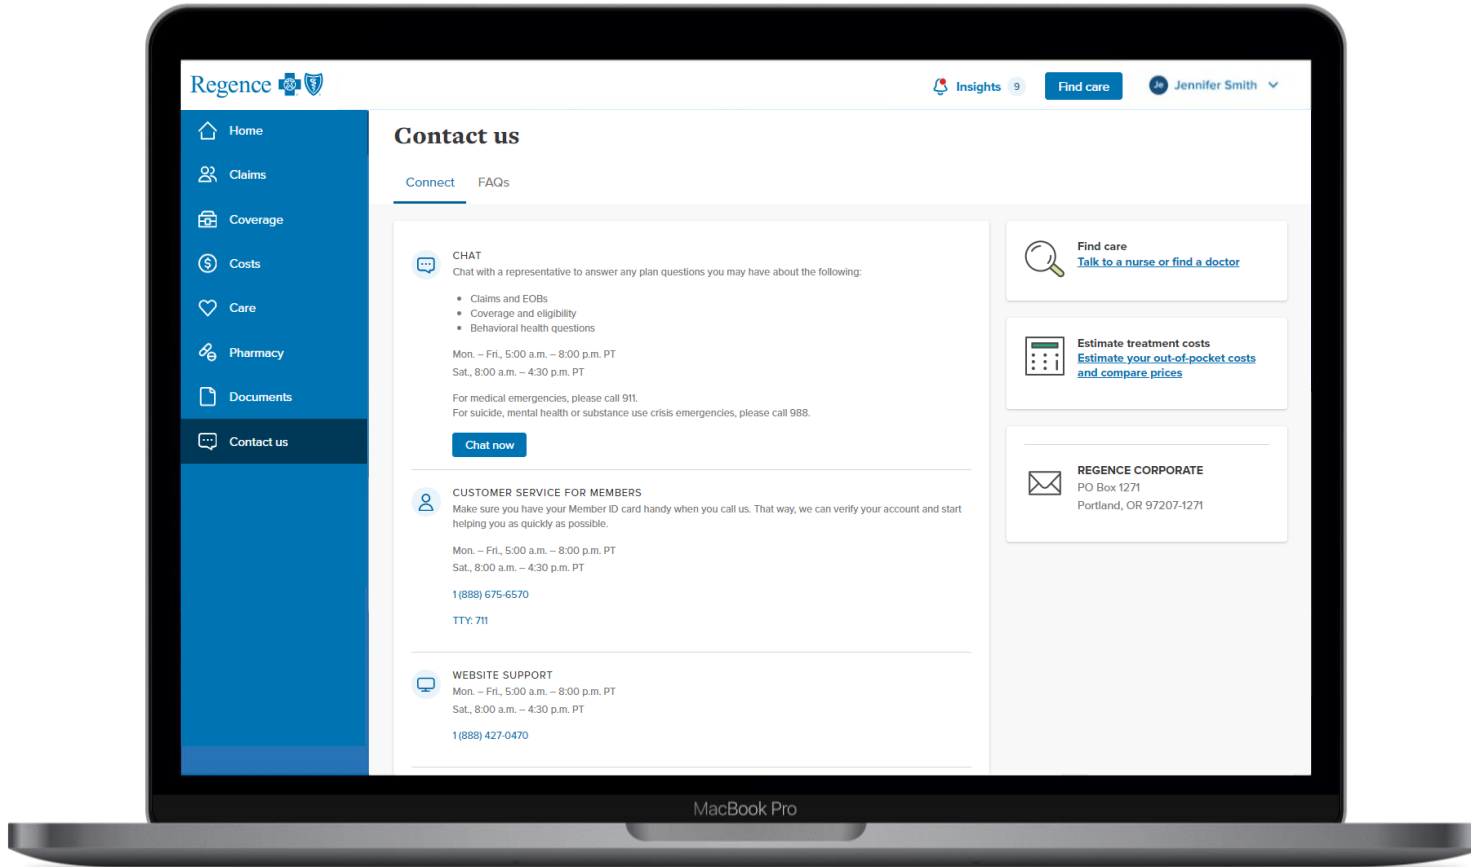 Regence
Insights 9
Find care
Je Jennifer Smith
Home
Claims
Coverage
Costs
Care
Pharmacy
Documents
Contact us
Contact us
Connect FAQs
CHAT
Chat with a representative to answer any plan questions you may have about the following:
• Claims and EOBs
• Coverage and eligibility
• Behavioral health questions
Mon. – Fri., 5:00 a.m. – 8:00 p.m. PT
Sat., 8:00 a.m. – 4:30 p.m. PT
For medical emergencies, please call 911.
For suicide, mental health or substance use crisis emergencies, please call 988.
Chat now
CUSTOMER SERVICE FOR MEMBERS
Make sure you have your Member ID card handy when you call us. That way, we can verify your account and start
helping you as quickly as possible.
Mon. – Fri., 5:00 a.m. – 8:00 p.m. PT
Sat., 8:00 a.m. – 4:30 p.m. PT
1 (888) 675-6570
TTY: 711
WEBSITE SUPPORT
Mon. – Fri., 5:00 a.m. – 8:00 p.m. PT
Sat., 8:00 a.m. – 4:30 p.m. PT
1 (888) 427-0470
Find care
Talk to a nurse or find a doctor
Estimate treatment costs
Estimate your out-of-pocket costs
and compare prices
REGENCE CORPORATE
PO Box 1271
Portland, OR 97207-1271
MacBook Pro